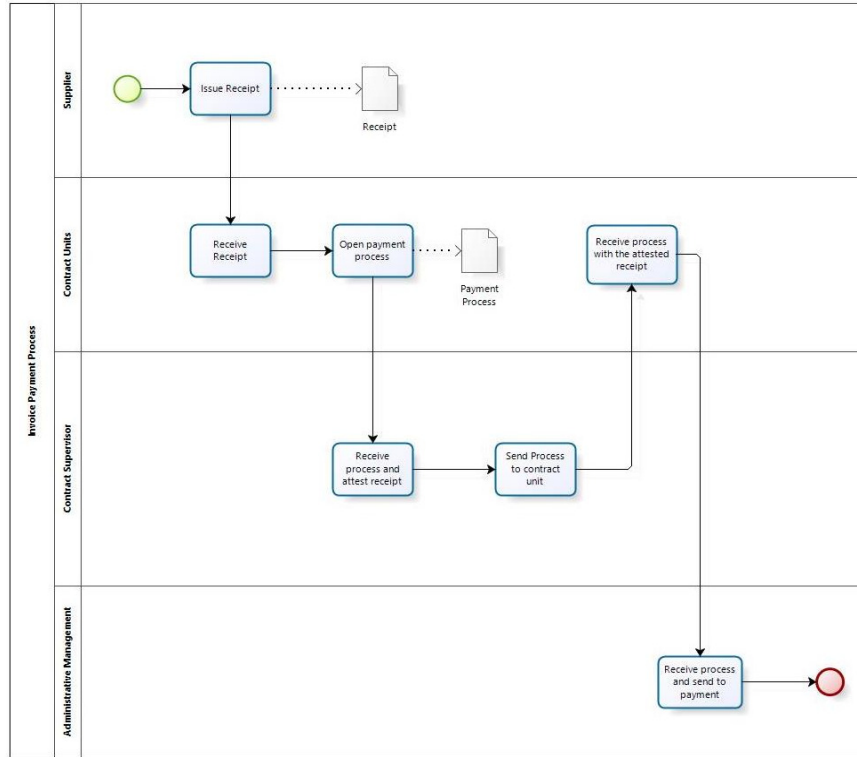 Invoice Payment Process
Supplier
Issue Receipt
Receipt
Contract Units
Receive
Receipt
Open payment
process
Payment
Process
Receive process
with the attested
receipt
Contract Supervisor
Receive
process and
attest receipt
Send Process
to contract
unit
Administrative Management
Receive process
and send to
payment